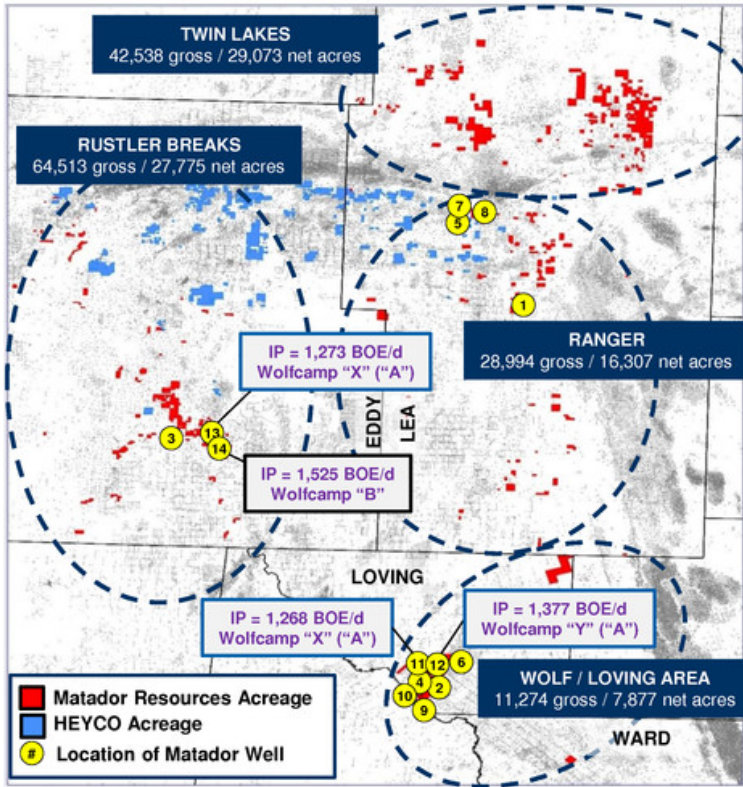 TWIN LAKES
42,538 gross / 29,073 net acres
RUSTLER BREAKS
64,513 gross / 27,775 net acres
7
8
5
1
IP = 1,273 BOE/d
Wolfcamp “X” (“A”)
RANGER
28,994 gross / 16,307 net acres
EDDY
LEA
3
13
14
IP = 1,525 BOE/d
Wolfcamp “B”
LOVING
IP = 1,268 BOE/d
Wolfcamp “X” (“A”)
IP = 1,377 BOE/d
Wolfcamp “Y” (“A”)
11
12
6
4
2
10
9
WOLF / LOVING AREA
11,274 gross / 7,877 net acres
WARD
Matador Resources Acreage
HEYCO Acreage
# Location of Matador Well